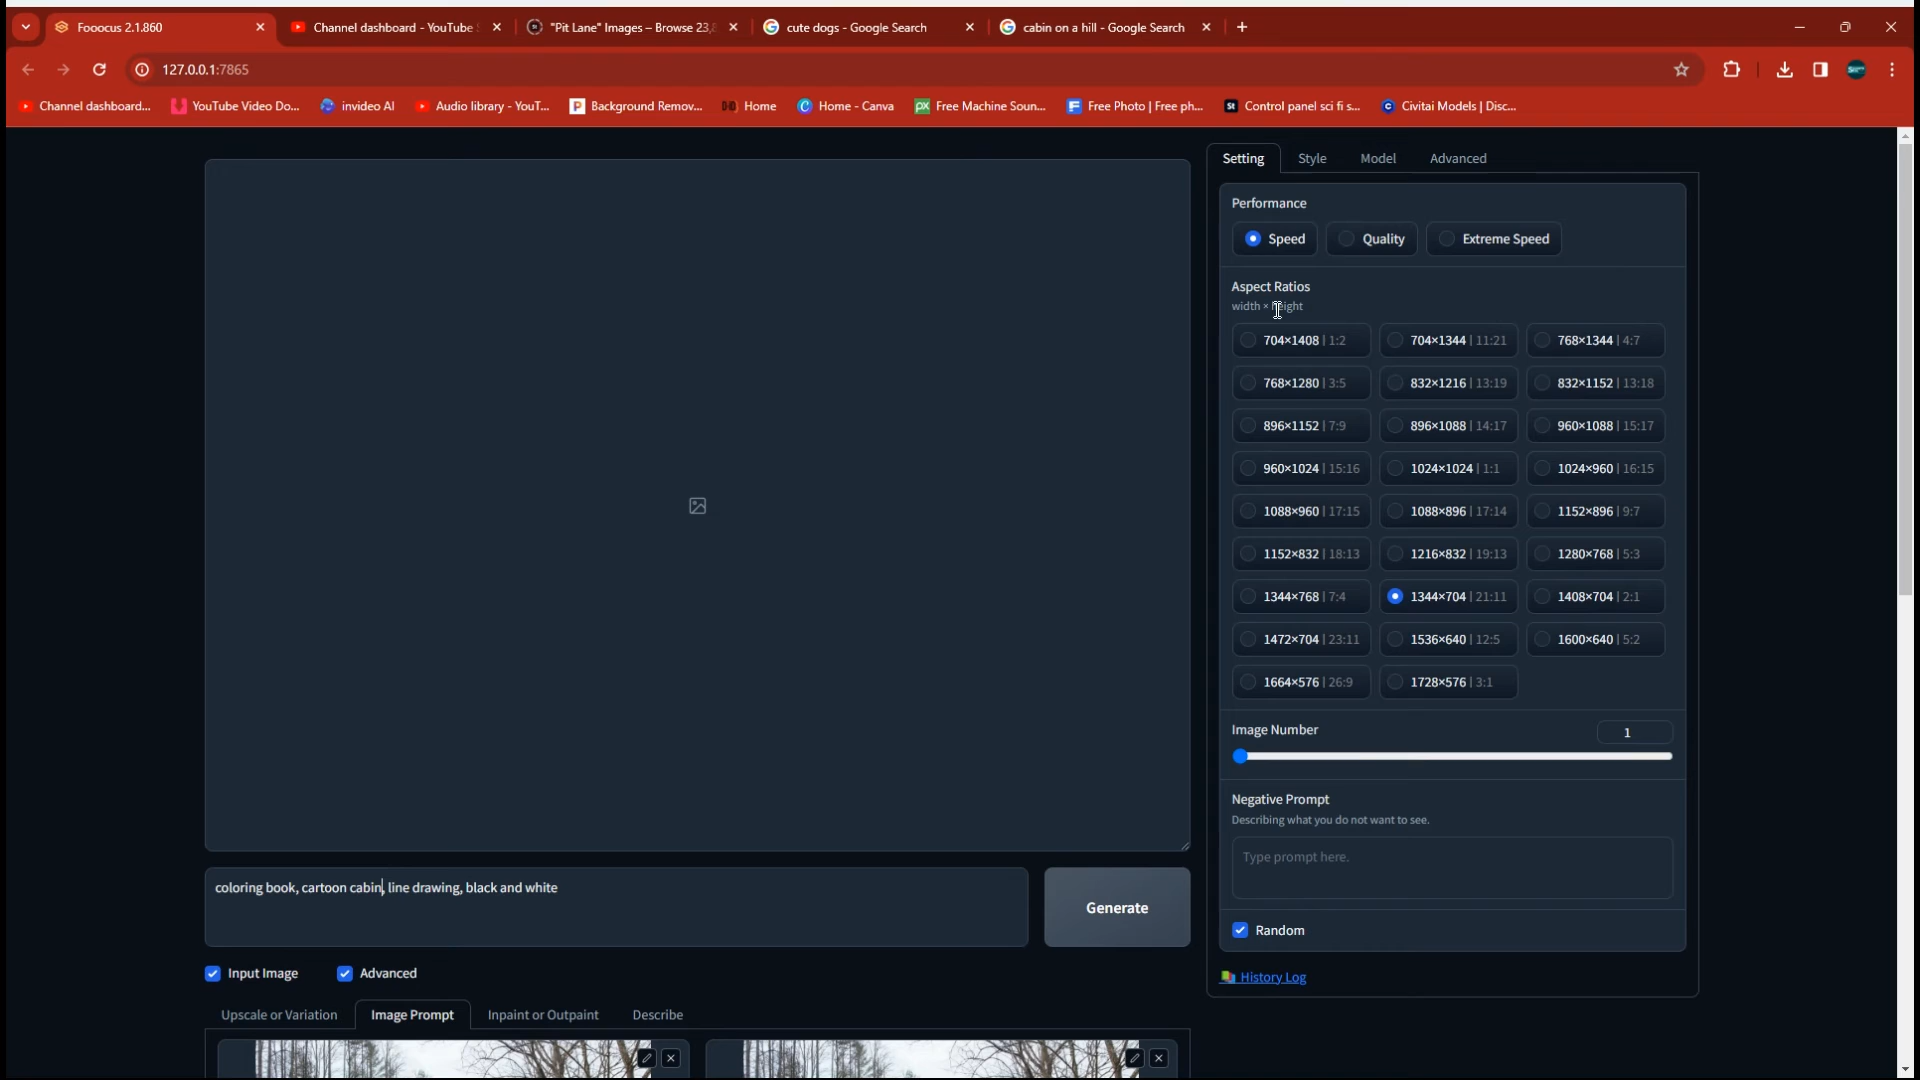 Fooocus 2.1.860
Channel dashboard - YouTube S
"Pit Lane" Images – Browse 23,8
cute dogs - Google Search
cabin on a hill - Google Search
127.0.0.1:7865
Channel dashboard...
YouTube Video Do...
invideo AI
Audio library - YouT...
Background Remov...
Home
Home - Canva
Free Machine Soun...
Free Photo | Free ph...
Control panel sci fi s...
Civitai Models | Disc...
Setting Style Model Advanced
Performance
Speed Quality Extreme Speed
Aspect Ratios
width × height
704×1408 | 1:2 704×1344 | 11:21 768×1344 | 4:7
768×1280 | 3:5 832×1216 | 13:19 832×1152 | 13:18
896×1152 | 7:9 896×1088 | 14:17 960×1088 | 15:17
960×1024 | 15:16 1024×1024 | 1:1 1024×960 | 16:15
1088×960 | 17:15 1088×896 | 17:14 1152×896 | 9:7
1152×832 | 18:13 1216×832 | 19:13 1280×768 | 5:3
1344×768 | 7:4 1344×704 | 21:11 1408×704 | 2:1
1472×704 | 23:11 1536×640 | 12:5 1600×640 | 5:2
1664×576 | 26:9 1728×576 | 3:1
Image Number 1
Negative Prompt
Describing what you do not want to see.
Type prompt here.
Random
History Log
coloring book, cartoon cabin, line drawing, black and white
Generate
Input Image Advanced
Upscale or Variation Image Prompt Inpaint or Outpaint Describe